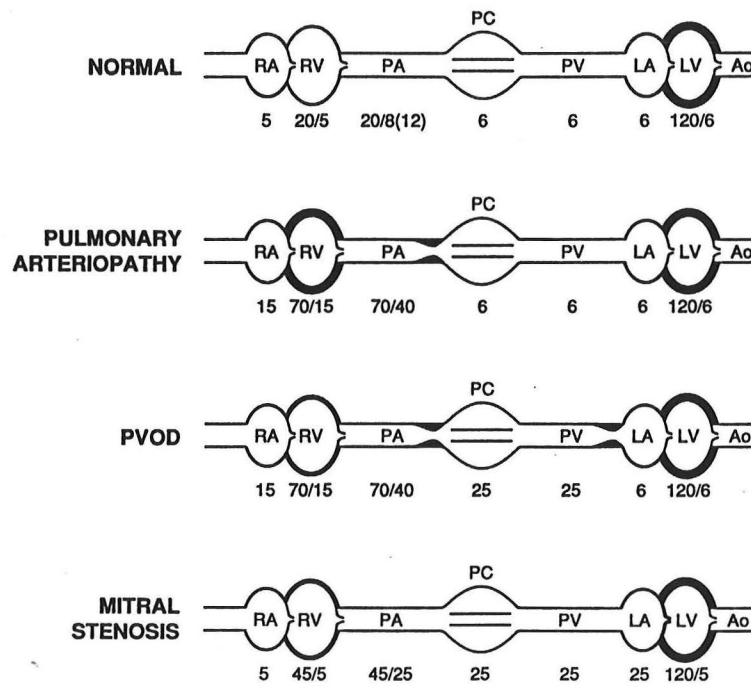 PC
NORMAL RA RV PA PV LA LV Ao
5 20/5 20/8(12) 6 6 6 120/6
PC
PULMONARY
ARTERIOPATHY RA RV PA PV LA LV Ao
15 70/15 70/40 6 6 6 120/6
PC
PVOD RA RV PA PV LA LV Ao
15 70/15 70/40 25 25 6 120/6
PC
MITRAL
STENOSIS RA RV PA PV LA LV Ao
5 45/5 45/25 25 25 25 120/5